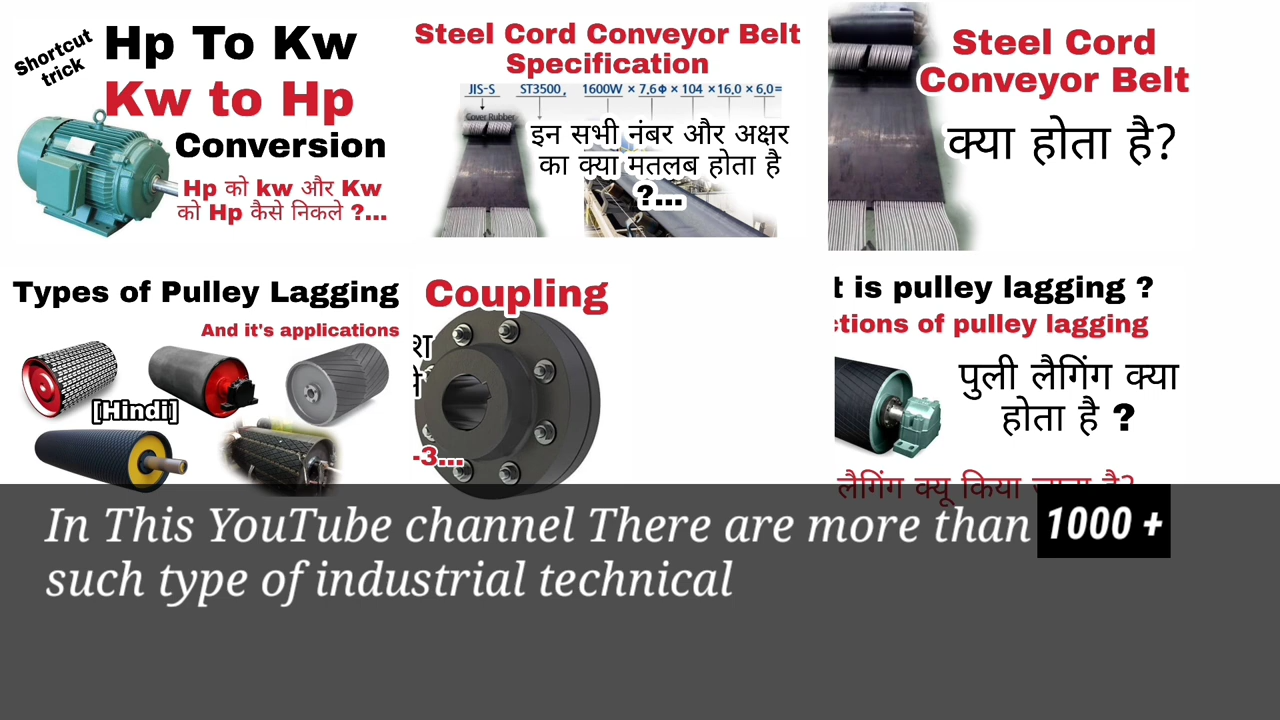 Shortcut
trick
Hp To Kw
Kw to Hp
Conversion
Hp को kw और Kw
को Hp कैसे निकले ?...
Steel Cord Conveyor Belt
Specification
JIS-S ST3500, 1600W × 7,6Φ × 104 ×16,0 × 6,0=
Cover Rubber
इन सभी नंबर और अक्षर
का क्या मतलब होता है
?...
Steel Cord
Conveyor Belt
क्या होता है?
Types of Pulley Lagging
And it's applications
[Hindi]
Coupling
-3...
t is pulley lagging ?
ctions of pulley lagging
पुली लैगिंग क्या
होता है ?
लैगिंग क्यू किया जाता है?
In This YouTube channel There are more than 1000 +
such type of industrial technical